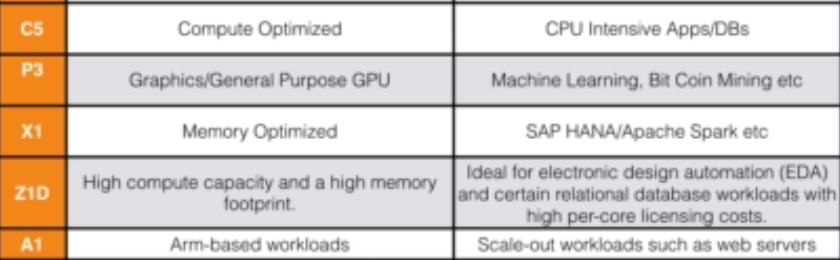 C5 Compute Optimized CPU Intensive Apps/DBs
P3 Graphics/General Purpose GPU Machine Learning, Bit Coin Mining etc
X1 Memory Optimized SAP HANA/Apache Spark etc
Z1D High compute capacity and a high memory footprint. Ideal for electronic design automation (EDA) and certain relational database workloads with high per-core licensing costs.
A1 Arm-based workloads Scale-out workloads such as web servers